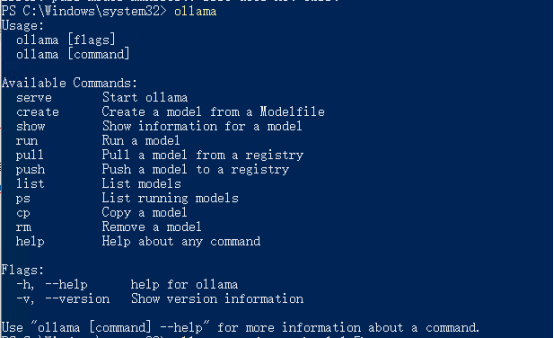 PS C:\Windows\system32> ollama
Usage:
  ollama [flags]
  ollama [command]

Available Commands:
  serve       Start ollama
  create      Create a model from a Modelfile
  show        Show information for a model
  run         Run a model
  pull        Pull a model from a registry
  push        Push a model to a registry
  list        List models
  ps          List running models
  cp          Copy a model
  rm          Remove a model
  help        Help about any command

Flags:
  -h, --help      help for ollama
  -v, --version   Show version information

Use "ollama [command] --help" for more information about a command.